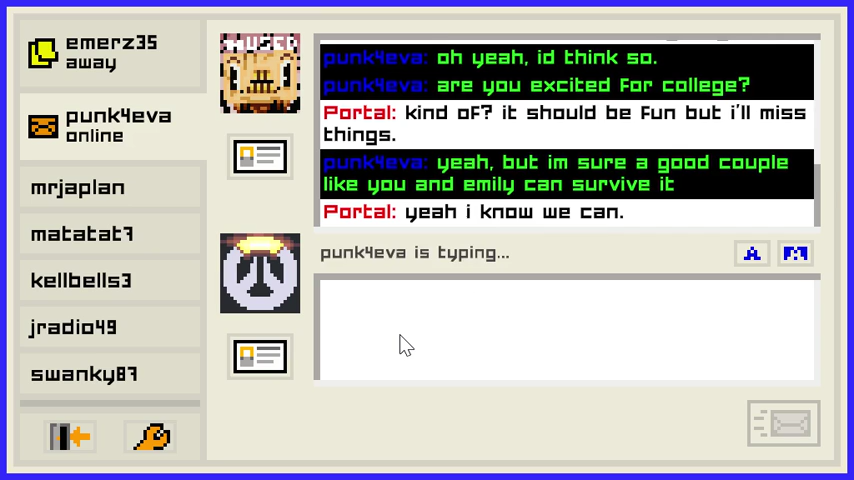 emerz35
away
punk4eva
online
mrjaplan
matatat7
kellbells3
jradio49
swanky87
punk4eva: oh yeah, id think so.
punk4eva: are you excited for college?
Portal: kind of? it should be fun but i'll miss
things.
punk4eva: yeah, but im sure a good couple
like you and emily can survive it
Portal: yeah i know we can.
punk4eva is typing...
A